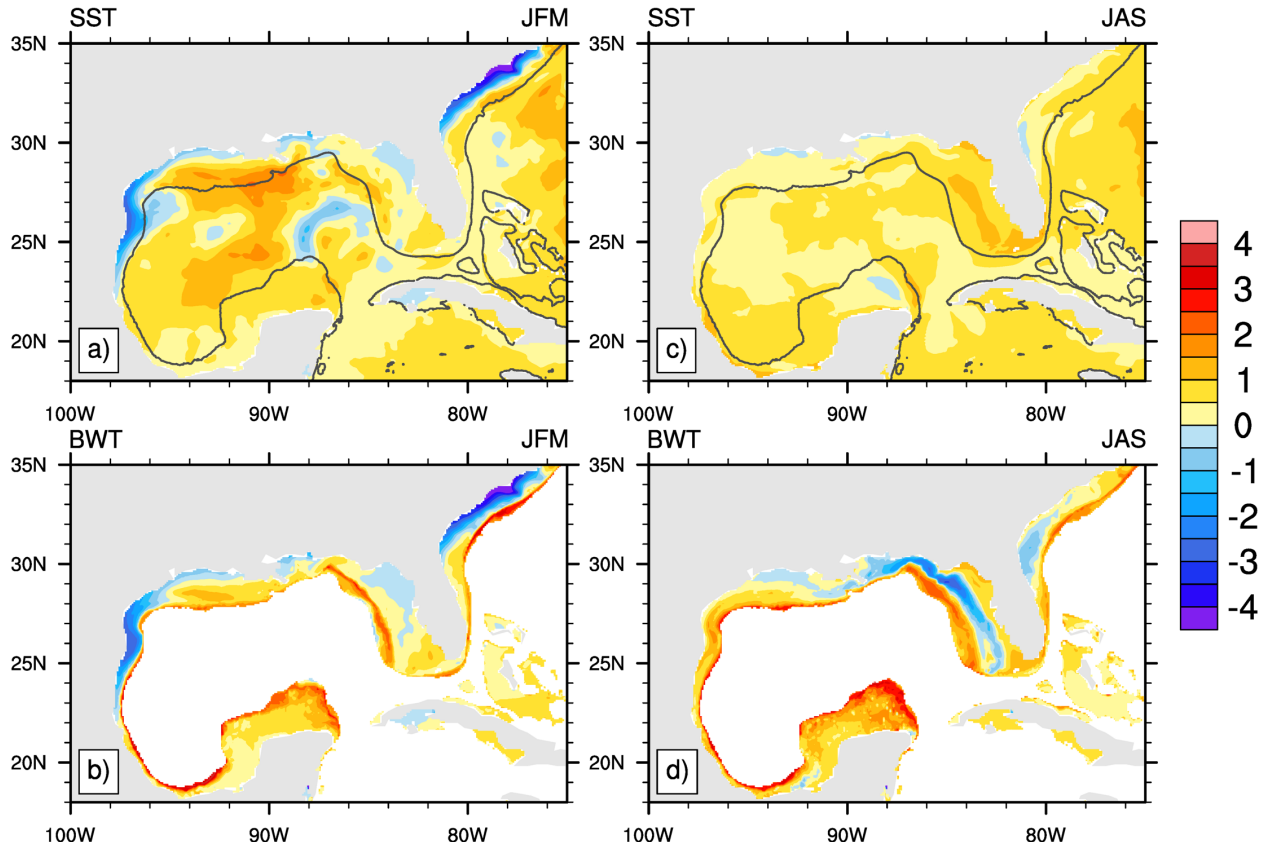 SST JFM SST JAS
35N 35N
30N 30N
25N 25N
20N 20N
a) c)
100W 90W 80W 100W 90W 80W
BWT JFM BWT JAS
35N 35N
30N 30N
25N 25N
20N 20N
b) d)
100W 90W 80W 100W 90W 80W
4
3
2
1
0
-1
-2
-3
-4